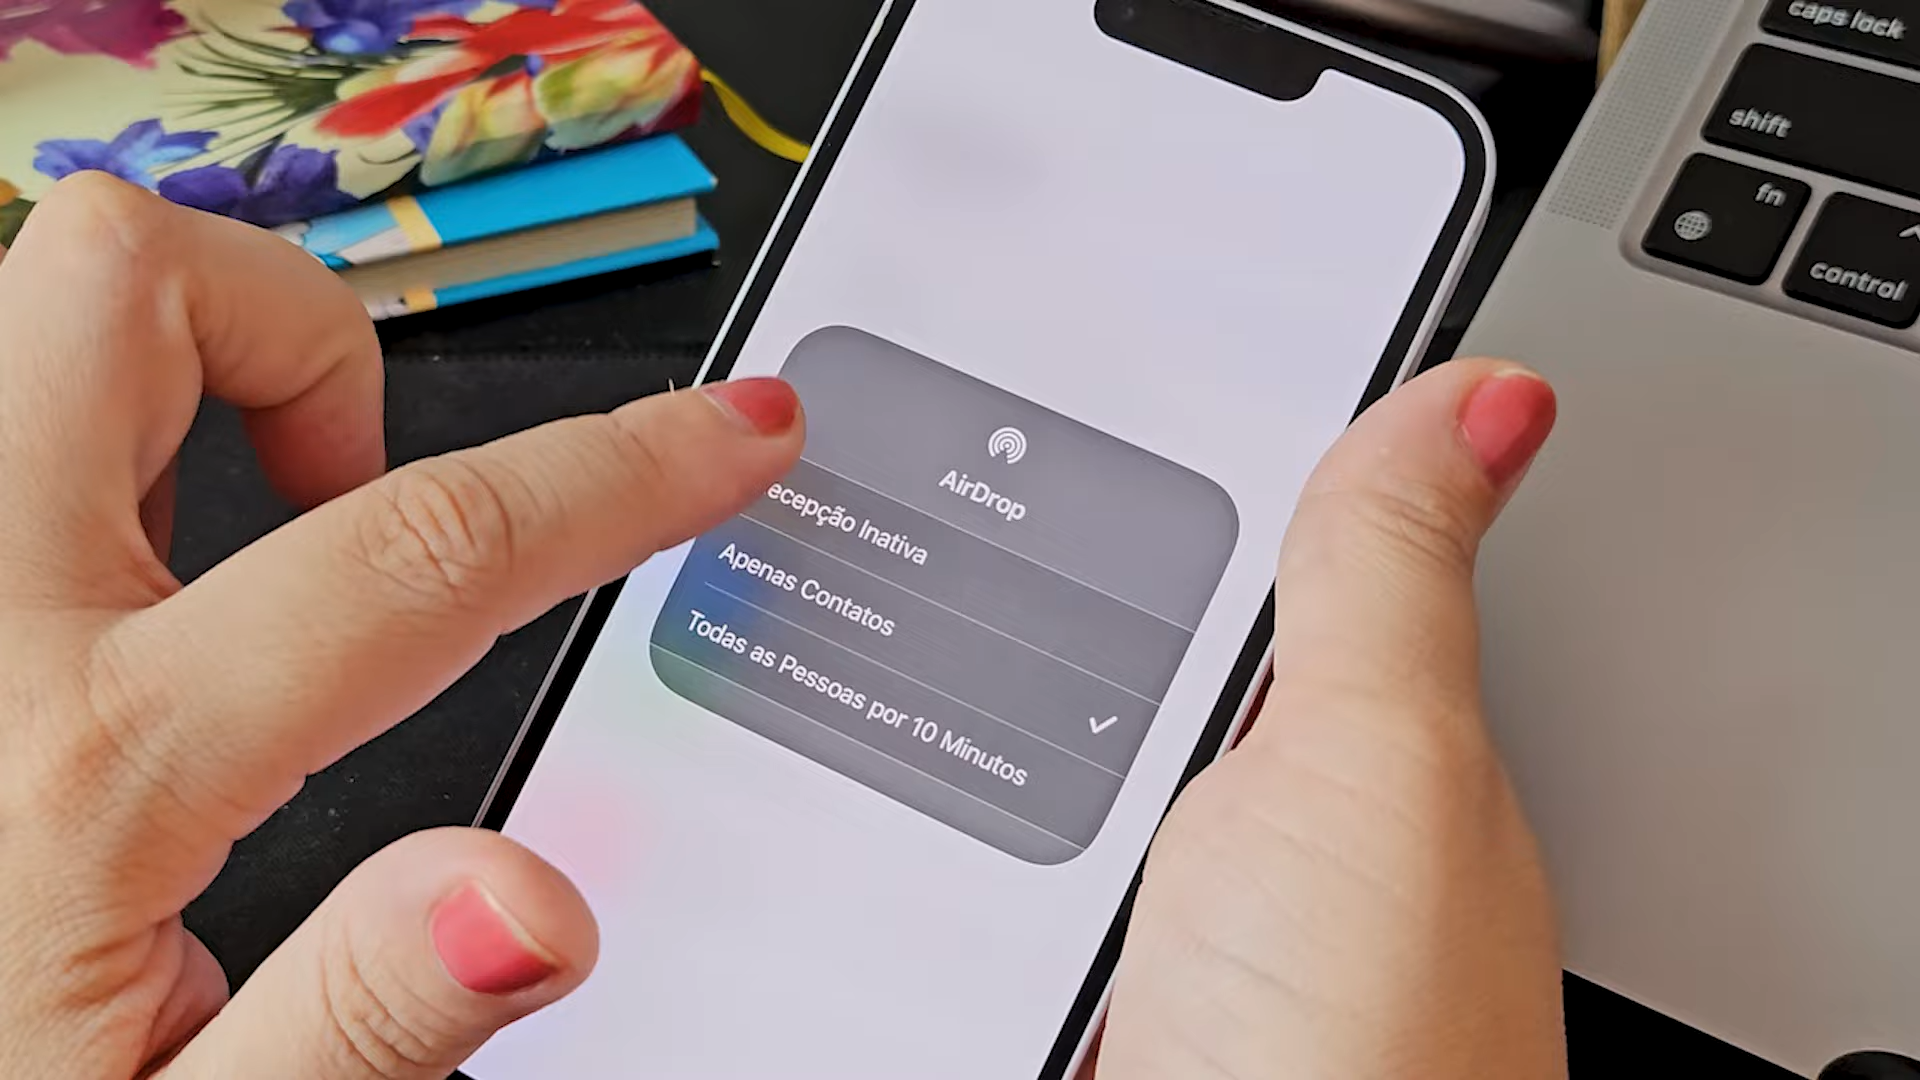 AirDrop
ecepção Inativa
Apenas Contatos
Todas as Pessoas por 10 Minutos
caps lock
shift
fn
control